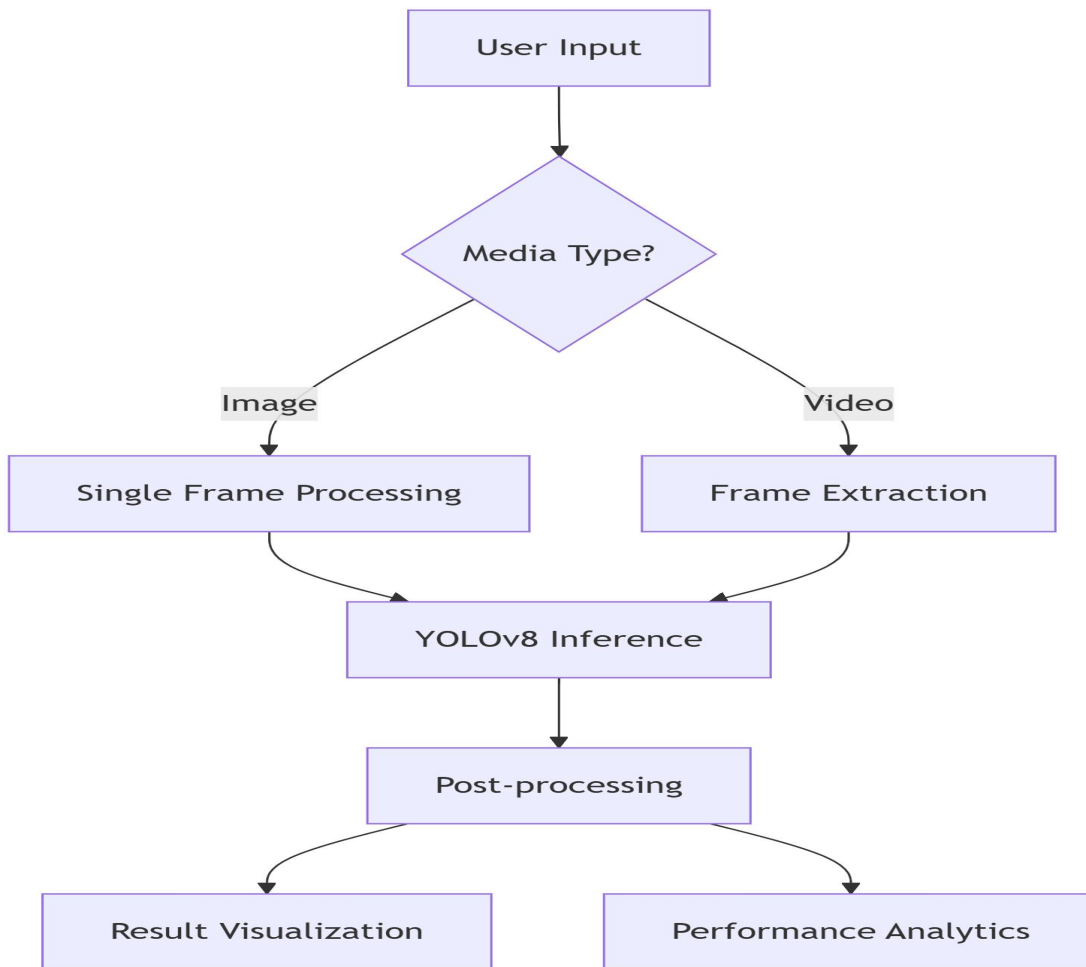 User Input
Media Type?
Image
Video
Single Frame Processing
Frame Extraction
YOLOv8 Inference
Post-processing
Result Visualization
Performance Analytics